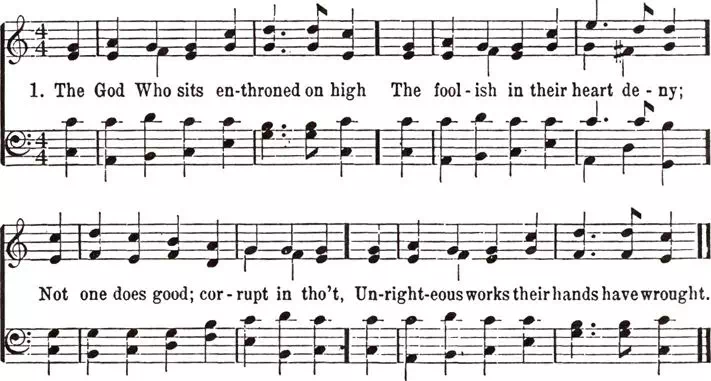 1. The God Who sits en-throned on high The fool-ish in their heart de-ny;
Not one does good; cor-rupt in tho't, Un-right-eous works their hands have wrought.